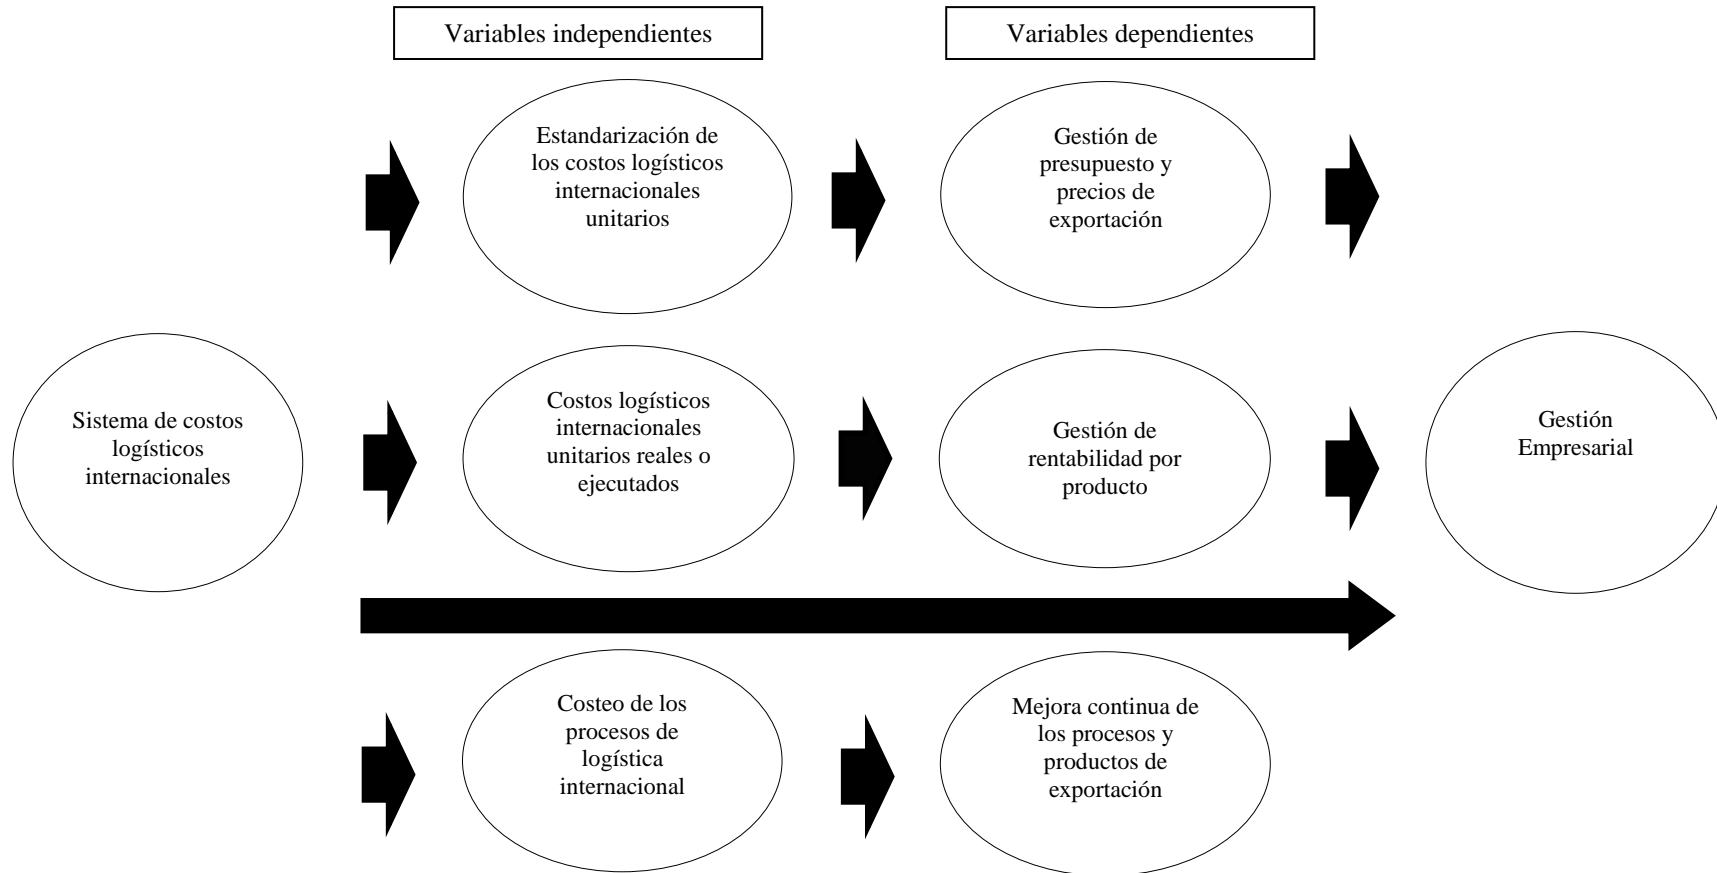 Variables independientes
Variables dependientes
Estandarización de
los costos logísticos
internacionales
unitarios
Gestión de
presupuesto y
precios de
exportación
Sistema de costos
logísticos
internacionales
Costos logísticos
internacionales
unitarios reales o
ejecutados
Gestión de
rentabilidad por
producto
Gestión
Empresarial
Costeo de los
procesos de
logística
internacional
Mejora continua de
los procesos y
productos de
exportación